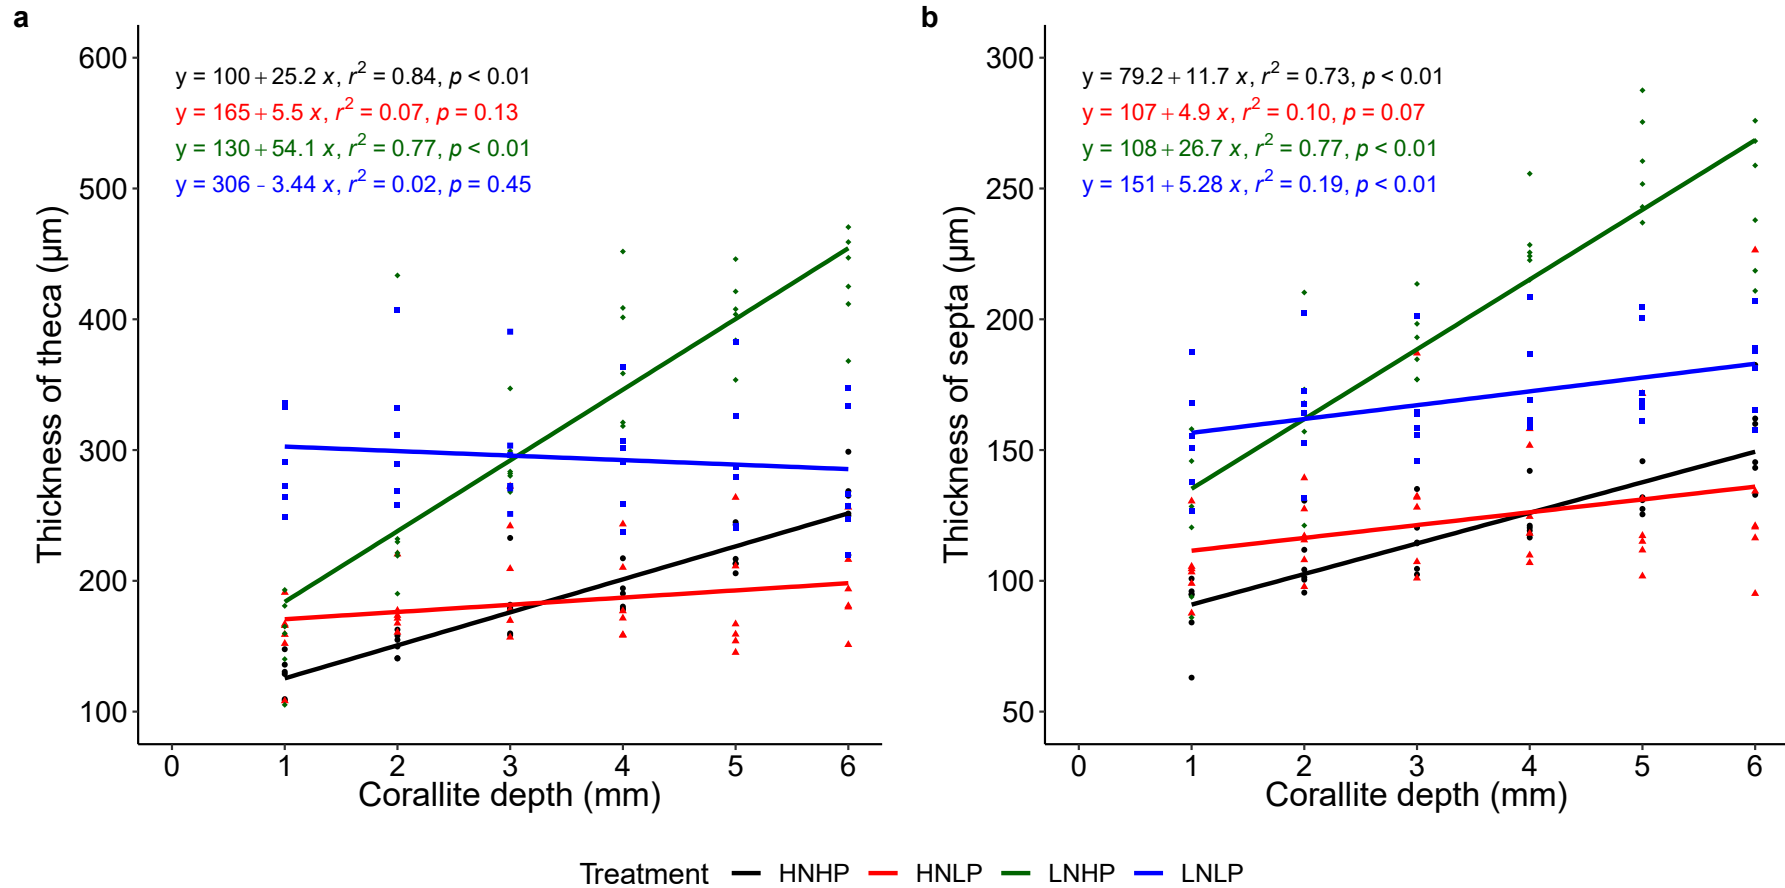 a
y = 100 + 25.2 x, r² = 0.84, p < 0.01
y = 165 + 5.5 x, r² = 0.07, p = 0.13
y = 130 + 54.1 x, r² = 0.77, p < 0.01
y = 306 - 3.44 x, r² = 0.02, p = 0.45
600
500
400
300
200
100
Thickness of theca (µm)
0 1 2 3 4 5 6
Corallite depth (mm)
b
y = 79.2 + 11.7 x, r² = 0.73, p < 0.01
y = 107 + 4.9 x, r² = 0.10, p = 0.07
y = 108 + 26.7 x, r² = 0.77, p < 0.01
y = 151 + 5.28 x, r² = 0.19, p < 0.01
300
250
200
150
100
50
Thickness of septa (µm)
0 1 2 3 4 5 6
Corallite depth (mm)
Treatment HNHP HNLP LNHP LNLP